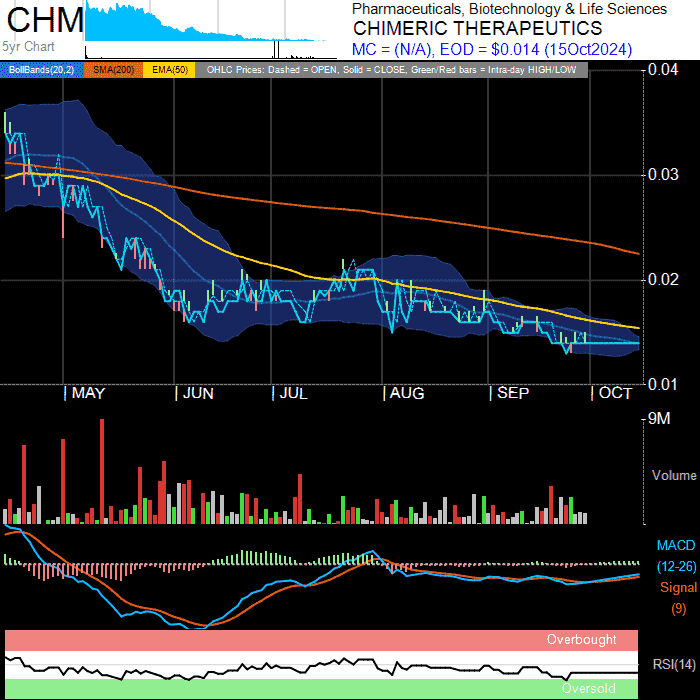 CHM
5yr Chart
Pharmaceuticals, Biotechnology & Life Sciences
CHIMERIC THERAPEUTICS
MC = (N/A), EOD = $0.014 (15Oct2024)
BollBands(20,2) SMA(200) EMA(50) OHLC Prices: Dashed = OPEN, Solid = CLOSE, Green/Red bars = Intra-day HIGH/LOW
0.04
0.03
0.02
0.01
| MAY | JUN | JUL | AUG | SEP | OCT
9M
Volume
MACD
(12-26)
Signal
(9)
Overbought
RSI(14)
Oversold